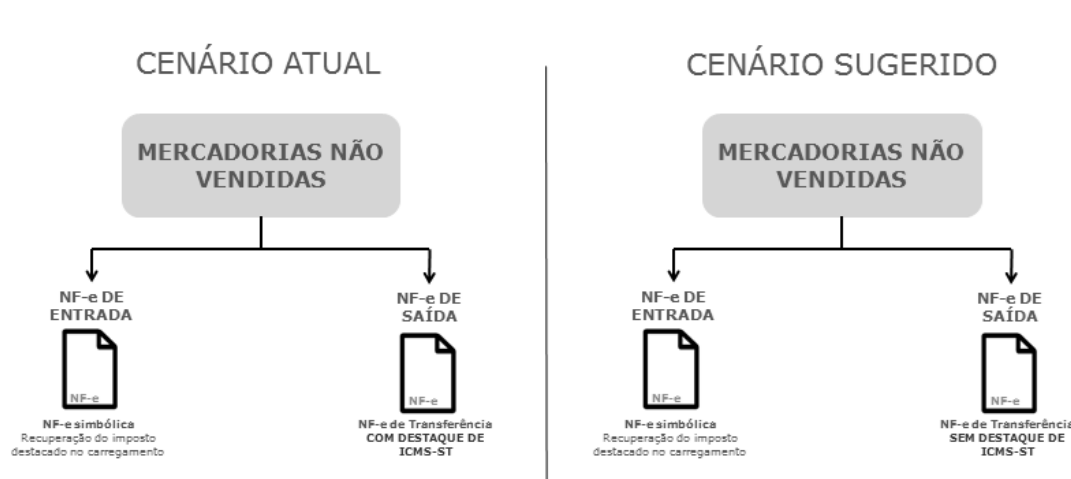 CENÁRIO ATUAL
MERCADORIAS NÃO
VENDIDAS
NF-e DE
ENTRADA
NF-e
NF-e simbólica
Recuperação do imposto
destacado no carregamento
NF-e DE
SAÍDA
NF-e
NF-e de Transferência
COM DESTAQUE DE
ICMS-ST
CENÁRIO SUGERIDO
MERCADORIAS NÃO
VENDIDAS
NF-e DE
ENTRADA
NF-e
NF-e simbólica
Recuperação do imposto
destacado no carregamento
NF-e DE
SAÍDA
NF-e
NF-e de Transferência
SEM DESTAQUE DE
ICMS-ST